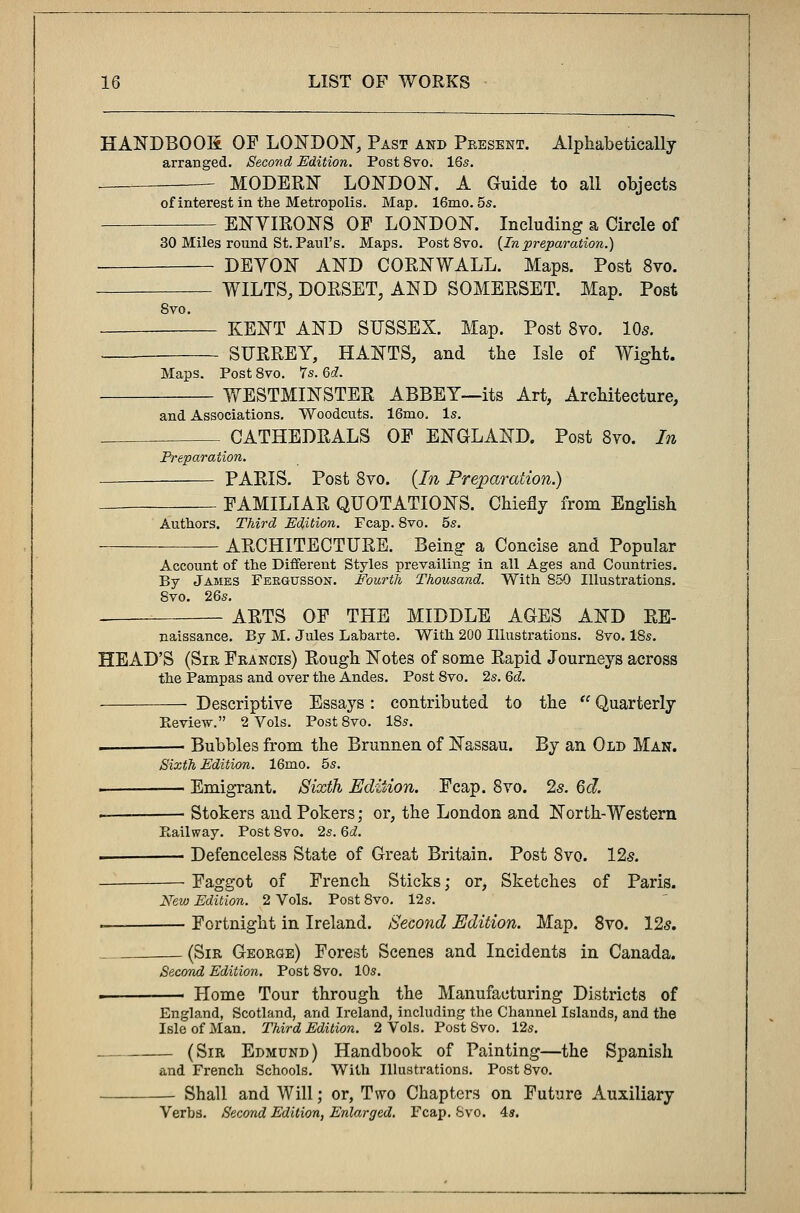 16 LIST OF WORKS
HANDBOOK OF LONDON, Past and Present. Alphabetically
arranged. Second Edition. Post 8vo. 16s.
——— MODERN LONDON. A Guide to all objects
of interest in the Metropolis. Map. 16mo. 5s.
——— ENVIRONS OF LONDON. Including a Circle of
30 Miles round St. Paul's. Maps. Post 8vo. (In preparation.)
——— DEVON AND CORNWALL. Maps. Post 8vo.
——— WILTS, DORSET, AND SOMERSET. Map. Post
8vo.
——— KENT AND SUSSEX. Map. Post 8vo. 10s.
——— SURREY, HANTS, and the Isle of Wight.
Maps. Post 8vo. 7s. 6d.
——— WESTMINSTER ABBEY—its Art, Architecture,
and Associations. Woodcuts. 16mo. 1s.
——— CATHEDRALS OF ENGLAND. Post 8vo. In
Preparation.
——— PARIS. Post 8vo. (In Preparation.)
——— FAMILIAR QUOTATIONS. Chiefly from English
Authors. Third Edition. Fcap. 8vo. 5s.
——— ARCHITECTURE. Being a Concise and Popular
Account of the Different Styles prevailing in all Ages and Countries.
By James Fergusson. Fourth Thousand. With 850 Illustrations.
8vo. 26s.
——— ARTS OF THE MIDDLE AGES AND RE-
naissance. By M. Jules Labarte. With 200 Illustrations. 8vo. 18s.
HEAD'S (Sir Francis) Rough Notes of some Rapid Journeys across
the Pampas and over the Andes. Post 8vo. 2s. 6d.
——— Descriptive Essays: contributed to the "Quarterly
Review." 2 Vols. Post 8vo. 18s.
——— Bubbles from the Brunnen of Nassau. By an Old Man.
Sixth Edition. 16mo. 5s.
——— Emigrant. Sixth Edition. Fcap. 8vo. 2s. 6d.
——— Stokers and Pokers; or, the London and North-Western
Railway. Post 8vo. 2s. 6d.
——— Defenceless State of Great Britain. Post 8vo. 12s.
——— Faggot of French Sticks; or, Sketches of Paris.
New Edition. 2 Vols. Post 8vo. 12s.
——— Fortnight in Ireland. Second Edition. Map. 8vo. 12s.
——— (Sir George) Forest Scenes and Incidents in Canada.
Second Edition. Post 8vo. 10s.
——— Home Tour through the Manufacturing Districts of
England, Scotland, and Ireland, including the Channel Islands, and the
Isle of Man. Third Edition. 2 Vols. Post 8vo. 12s.
——— (Sir Edmund) Handbook of Painting—the Spanish
and French Schools. With Illustrations. Post 8vo.
——— Shall and Will; or, Two Chapters on Future Auxiliary
Verbs. Second Edition, Enlarged. Fcap. 8vo. 4s.